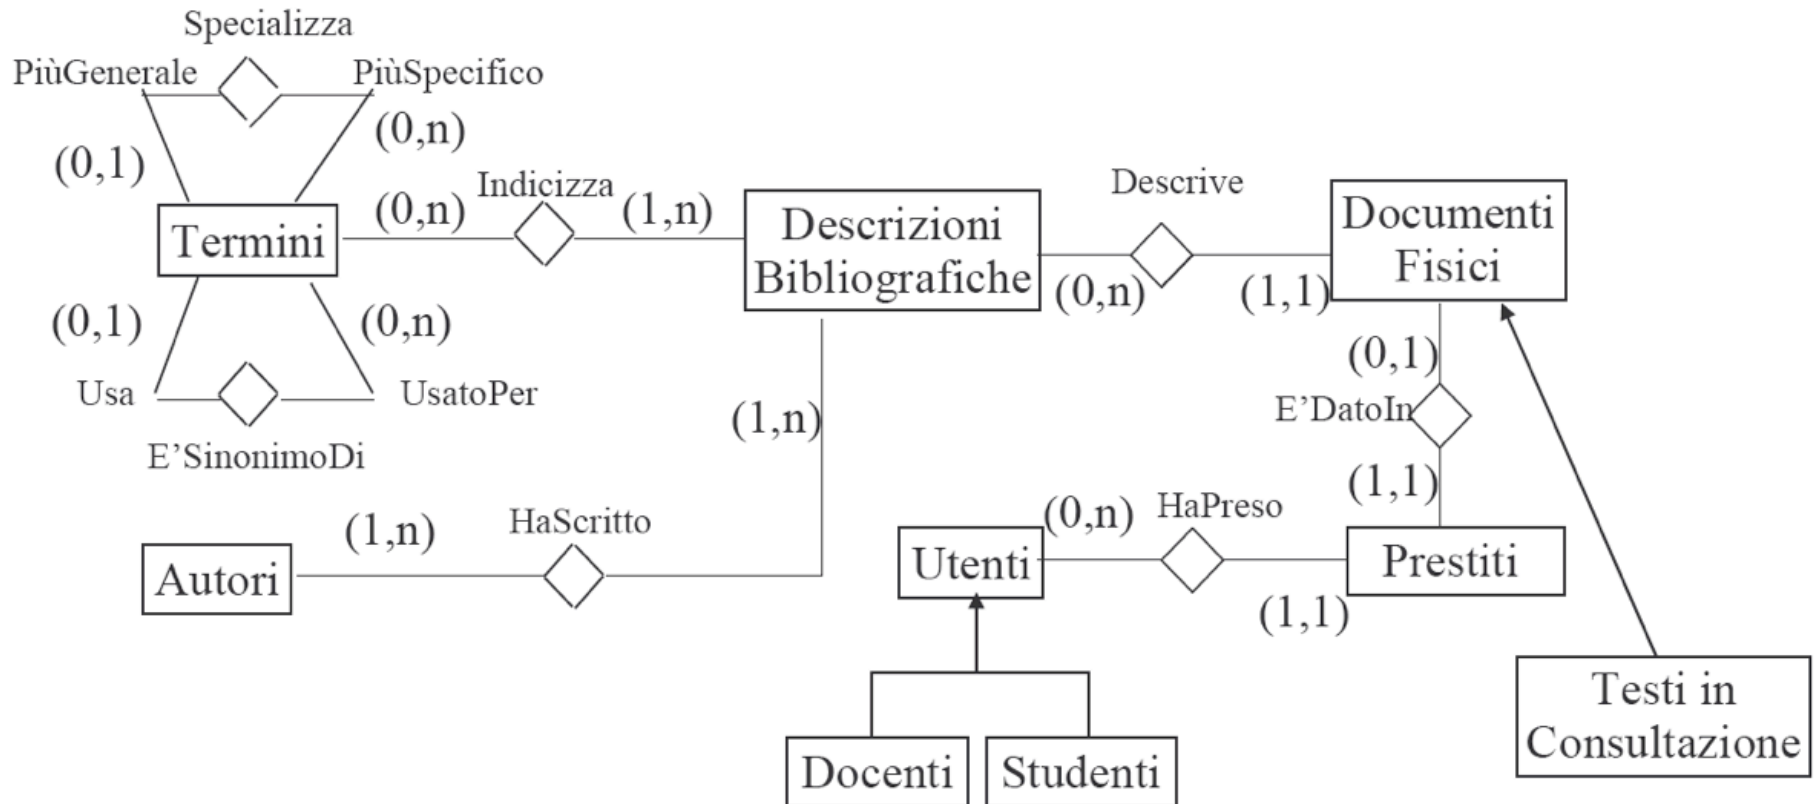 Specializza
PiùGenerale
PiùSpecifico
(0,1)
(0,n)
Termini
(0,n)
Indicizza
(1,n)
Descrizioni
Bibliografiche
Descrive
(0,n)
(1,1)
Documenti
Fisici
(0,1)
(0,n)
Usa
UsatoPer
E'SinonimoDi
(1,n)
(0,1)
E'DatoIn
(1,1)
Autori
(1,n)
HaScritto
Utenti
(0,n)
HaPreso
(1,1)
Prestiti
Docenti
Studenti
Testi in
Consultazione